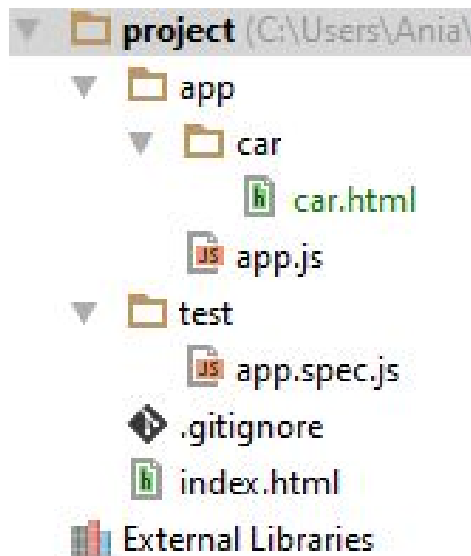 project (C:\Users\Ania\
app
car
car.html
app.js
test
app.spec.js
.gitignore
index.html
External Libraries